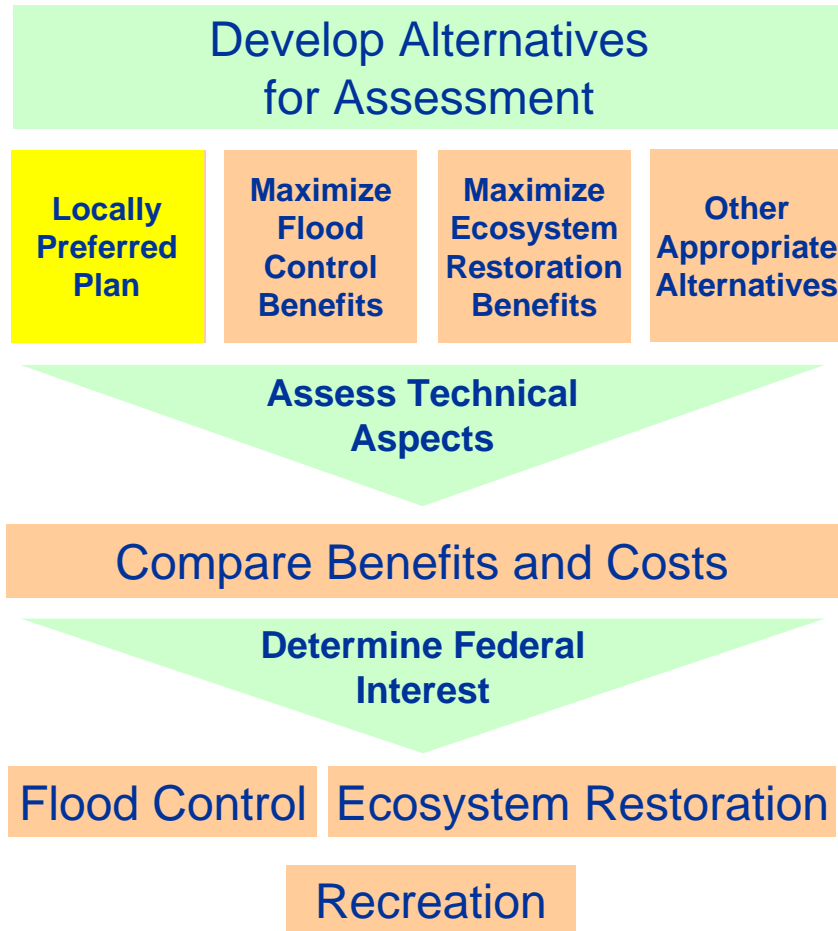 Develop Alternatives
for Assessment
Locally
Preferred
Plan
Maximize
Flood
Control
Benefits
Maximize
Ecosystem
Restoration
Benefits
Other
Appropriate
Alternatives
Assess Technical
Aspects
Compare Benefits and Costs
Determine Federal
Interest
Flood Control
Ecosystem Restoration
Recreation